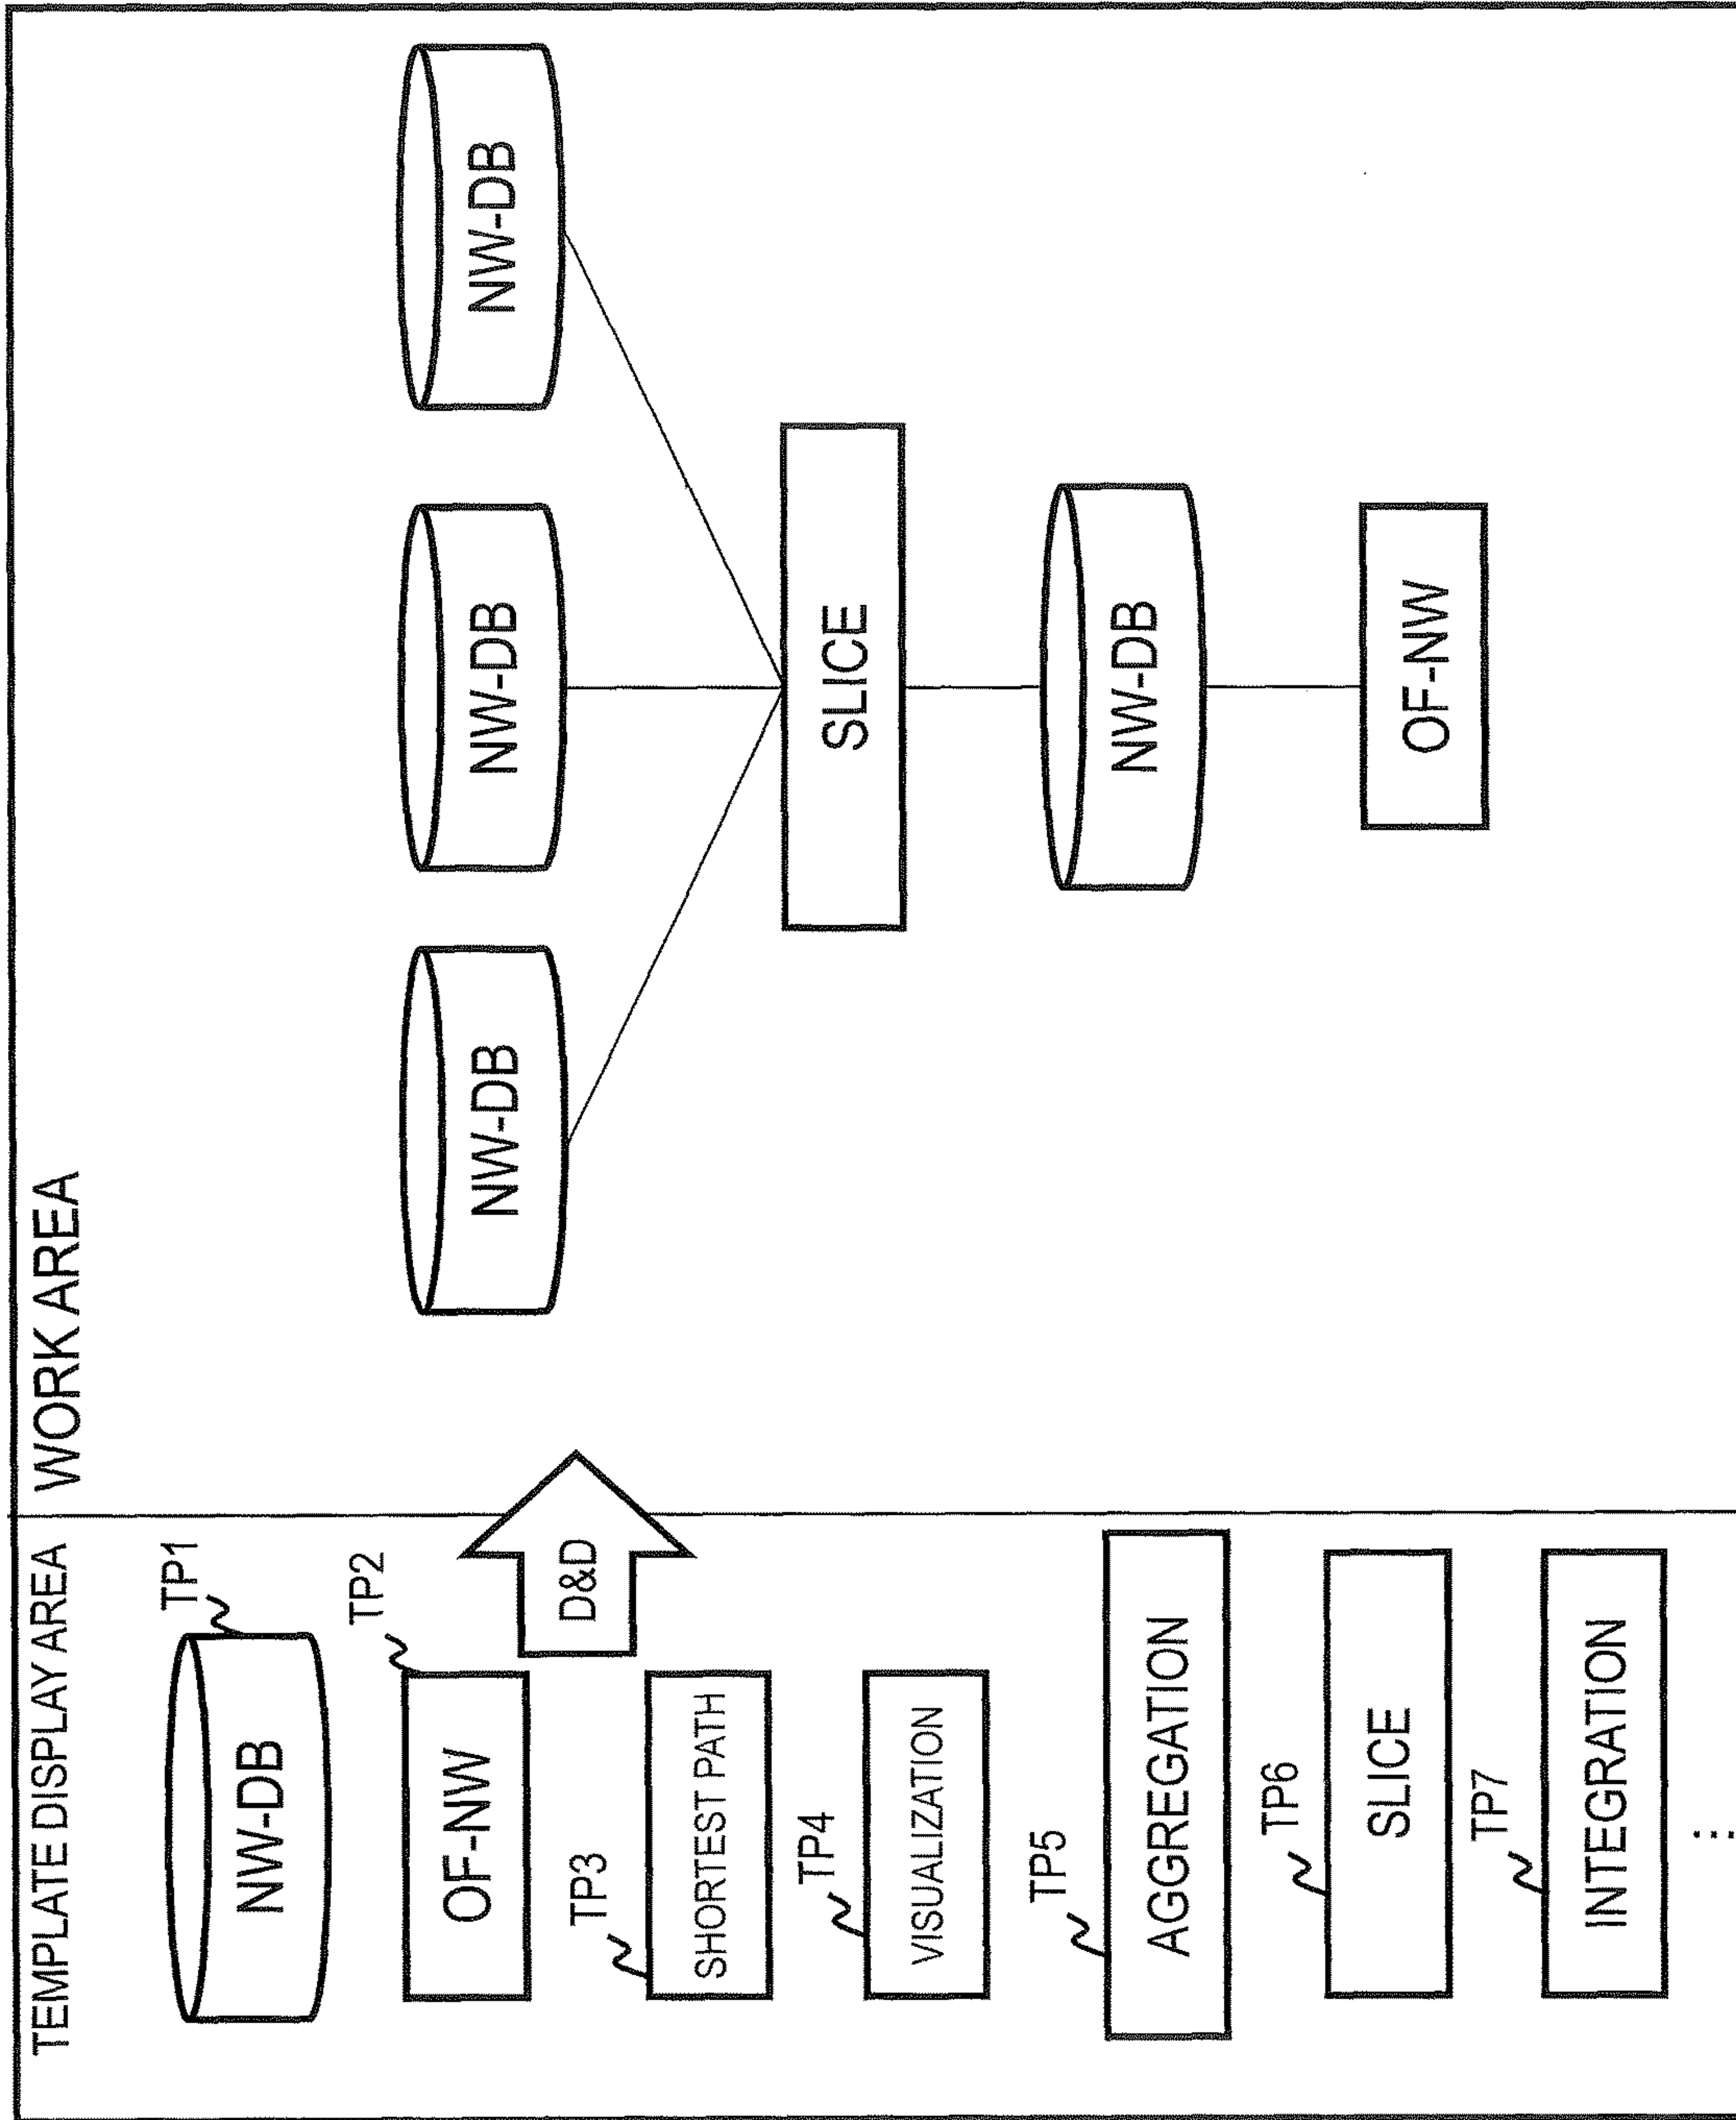 TEMPLATE DISPLAY AREA
TP1
NW-DB
TP2
OF-NW
D&D
TP3
SHORTEST PATH
TP4
VISUALIZATION
TP5
AGGREGATION
TP6
SLICE
TP7
INTEGRATION
WORK AREA
NW-DB
NW-DB
NW-DB
SLICE
NW-DB
OF-NW